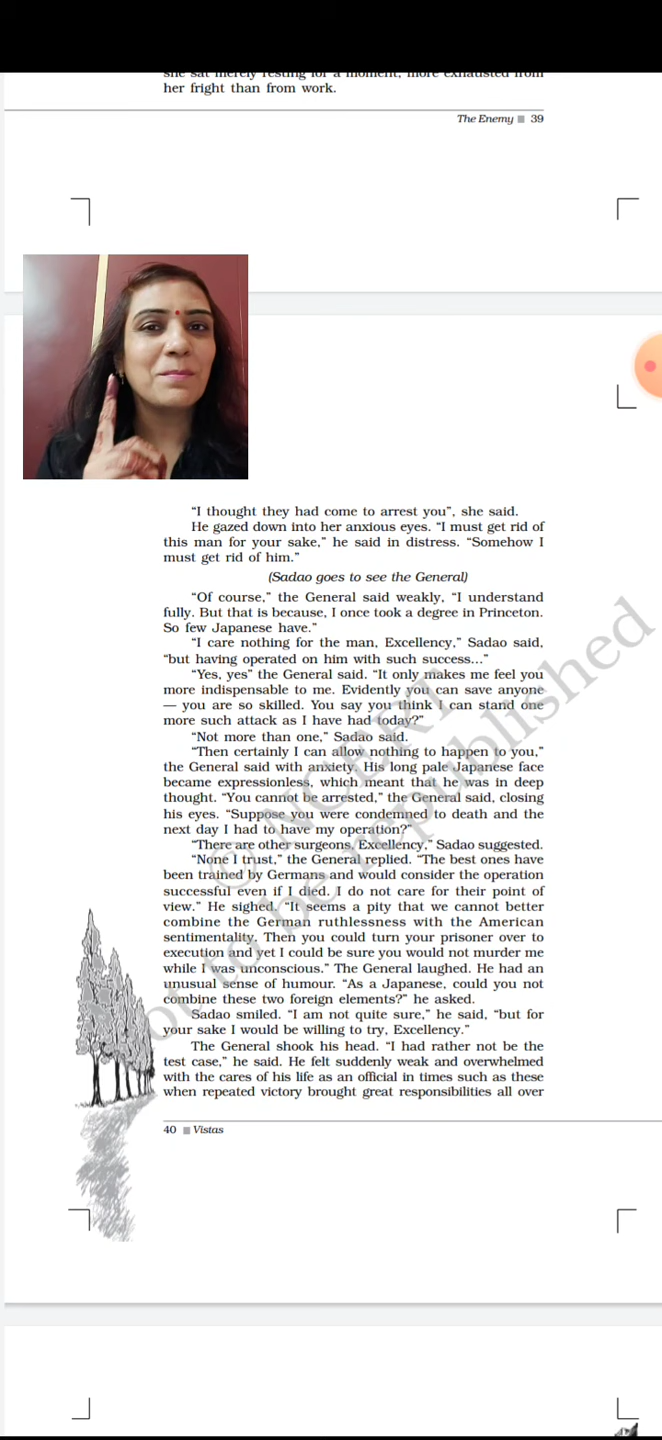 she sat merely resting for a moment, more exhausted from
her fright than from work.
The Enemy 39
“I thought they had come to arrest you”, she said.
He gazed down into her anxious eyes. “I must get rid of
this man for your sake,” he said in distress. “Somehow I
must get rid of him.”
(Sadao goes to see the General)
“Of course,” the General said weakly, “I understand
fully. But that is because, I once took a degree in Princeton.
So few Japanese have.”
“I care nothing for the man, Excellency,” Sadao said,
“but having operated on him with such success...”
“Yes, yes” the General said. “It only makes me feel you
more indispensable to me. Evidently you can save anyone
— you are so skilled. You say you think I can stand one
more such attack as I have had today?”
“Not more than one,” Sadao said.
“Then certainly I can allow nothing to happen to you,”
the General said with anxiety. His long pale Japanese face
became expressionless, which meant that he was in deep
thought. “You cannot be arrested,” the General said, closing
his eyes. “Suppose you were condemned to death and the
next day I had to have my operation?”
“There are other surgeons, Excellency,” Sadao suggested.
“None I trust,” the General replied. “The best ones have
been trained by Germans and would consider the operation
successful even if I died. I do not care for their point of
view.” He sighed. “It seems a pity that we cannot better
combine the German ruthlessness with the American
sentimentality. Then you could turn your prisoner over to
execution and yet I could be sure you would not murder me
while I was unconscious.” The General laughed. He had an
unusual sense of humour. “As a Japanese, could you not
combine these two foreign elements?” he asked.
Sadao smiled. “I am not quite sure,” he said, “but for
your sake I would be willing to try, Excellency.”
The General shook his head. “I had rather not be the
test case,” he said. He felt suddenly weak and overwhelmed
with the cares of his life as an official in times such as these
when repeated victory brought great responsibilities all over
40 Vistas
© NCERT
not to be republished